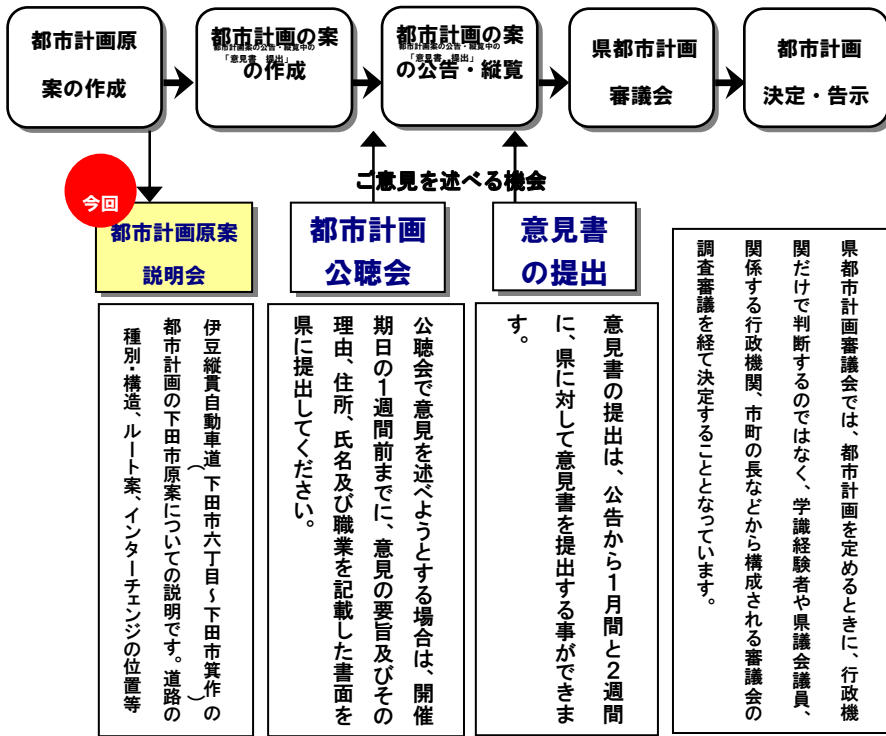 都市計画原
案の作成
都市計画の案
の作成
都市計画案の公告・縦覧中の
「意見書 提出」
都市計画の案
の公告・縦覧
都市計画案の公告・縦覧中の
「意見書 提出」
県都市計画
審議会
都市計画
決定・告示
今回
ご意見を述べる機会
都市計画原案
説明会
都市計画
公聴会
意見書
の提出
伊豆縦貫自動車道(下田市六丁目～下田市箕作)の
都市計画の下田市原案についての説明です。道路の
種別・構造、ルート案、インターチェンジの位置等
公聴会で意見を述べようとする場合は、開催
期日の1週間前までに、意見の要旨及びその
理由、住所、氏名及び職業を記載した書面を
県に提出してください。
意見書の提出は、公告から1月間と2週間
に、県に対して意見書を提出する事ができま
す。
県都市計画審議会では、都市計画を定めるときに、行政機
関だけで判断するのではなく、学識経験者や県議会議員、
関係する行政機関、市町の長などから構成される審議会の
調査審議を経て決定することとなっています。